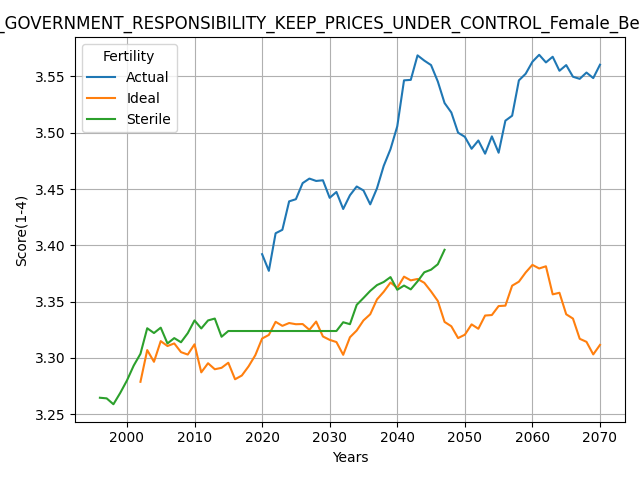 _GOVERNMENT_RESPONSIBILITY_KEEP_PRICES_UNDER_CONTROL_Female_Be
Fertility
Actual
Ideal
Sterile
Score(1-4)
3.55
3.50
3.45
3.40
3.35
3.30
3.25
2000 2010 2020 2030 2040 2050 2060 2070
Years